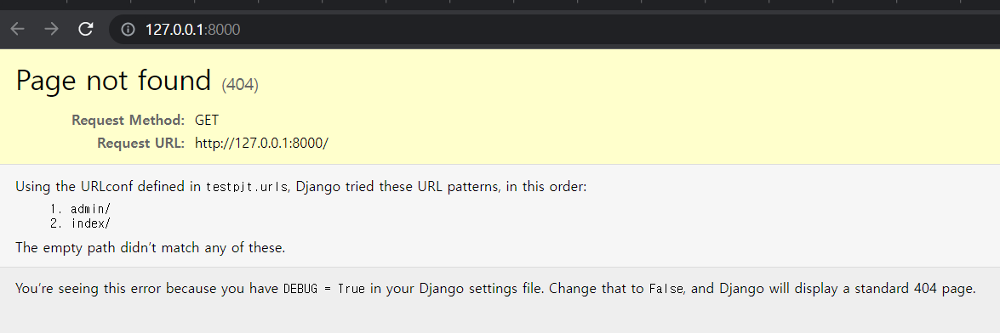 127.0.0.1:8000
Page not found (404)
Request Method: GET
Request URL: http://127.0.0.1:8000/
Using the URLconf defined in testpjt.urls, Django tried these URL patterns, in this order:
1. admin/
2. index/
The empty path didn't match any of these.
You're seeing this error because you have DEBUG = True in your Django settings file. Change that to False, and Django will display a standard 404 page.